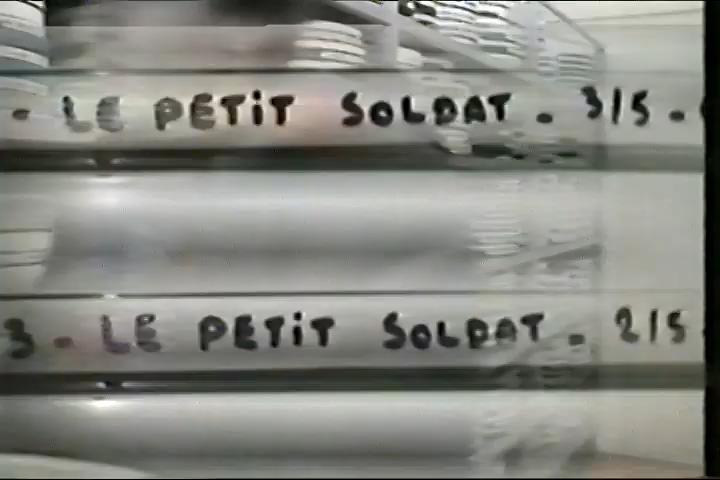 - LE PETIT SOLDAT . 3/5 .
3 . LE PETIT SOLDAT . 2/5